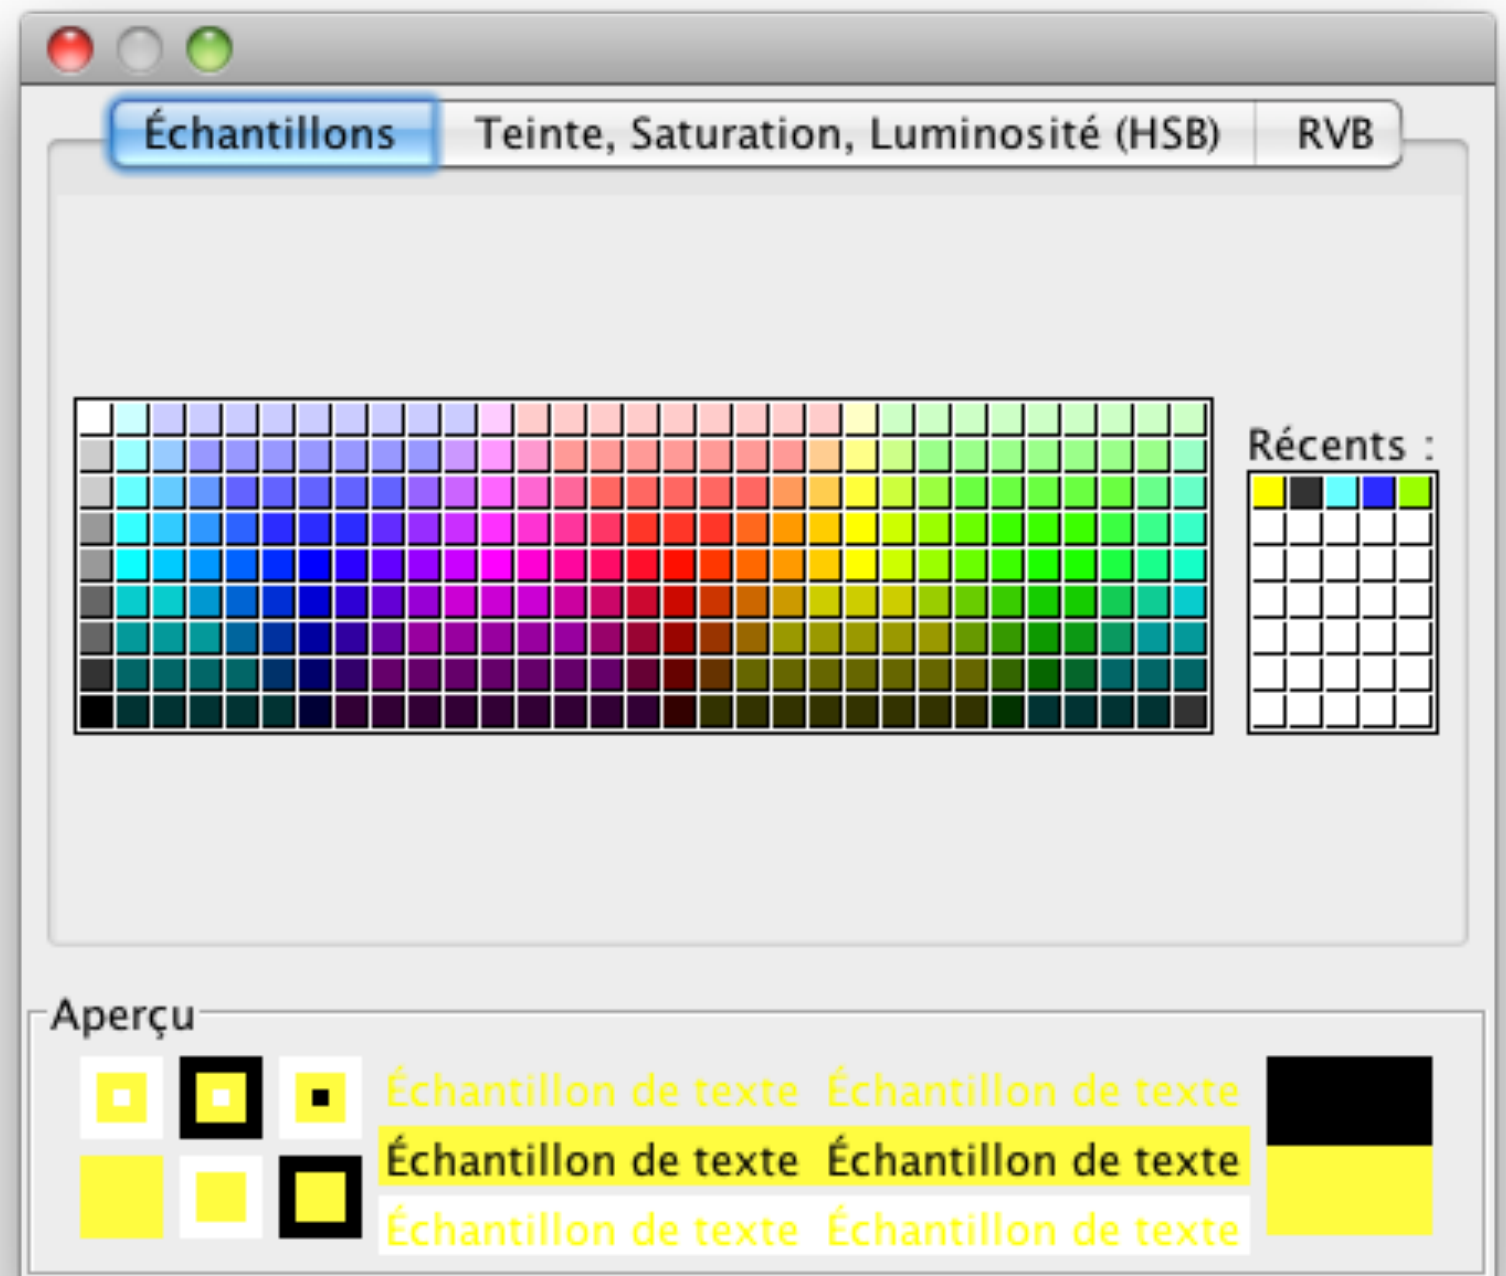 Échantillons Teinte, Saturation, Luminosité (HSB) RVB
Récents :
Aperçu
Échantillon de texte Échantillon de texte
Échantillon de texte Échantillon de texte
Échantillon de texte Échantillon de texte